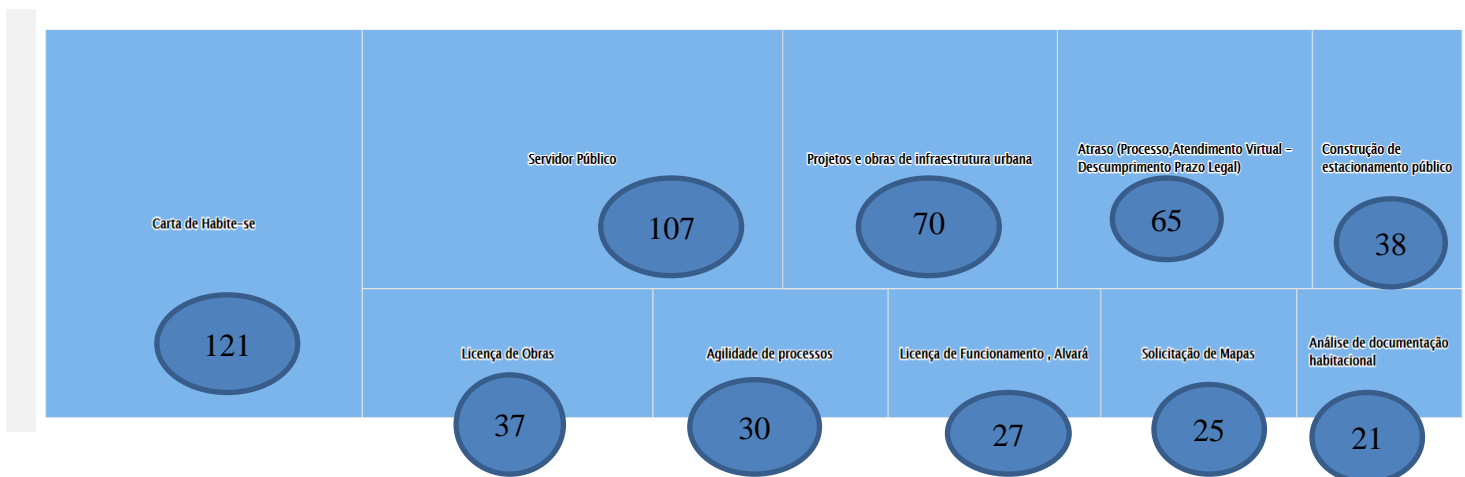 Carta de Habite-se
121
Servidor Público
107
Projetos e obras de infraestrutura urbana
70
Atraso (Processo,Atendimento Virtual -
Descumprimento Prazo Legal)
65
Construção de
estacionamento público
38
Licença de Obras
37
Agilidade de processos
30
Licença de Funcionamento , Alvará
27
Solicitação de Mapas
25
Análise de documentação
habitacional
21